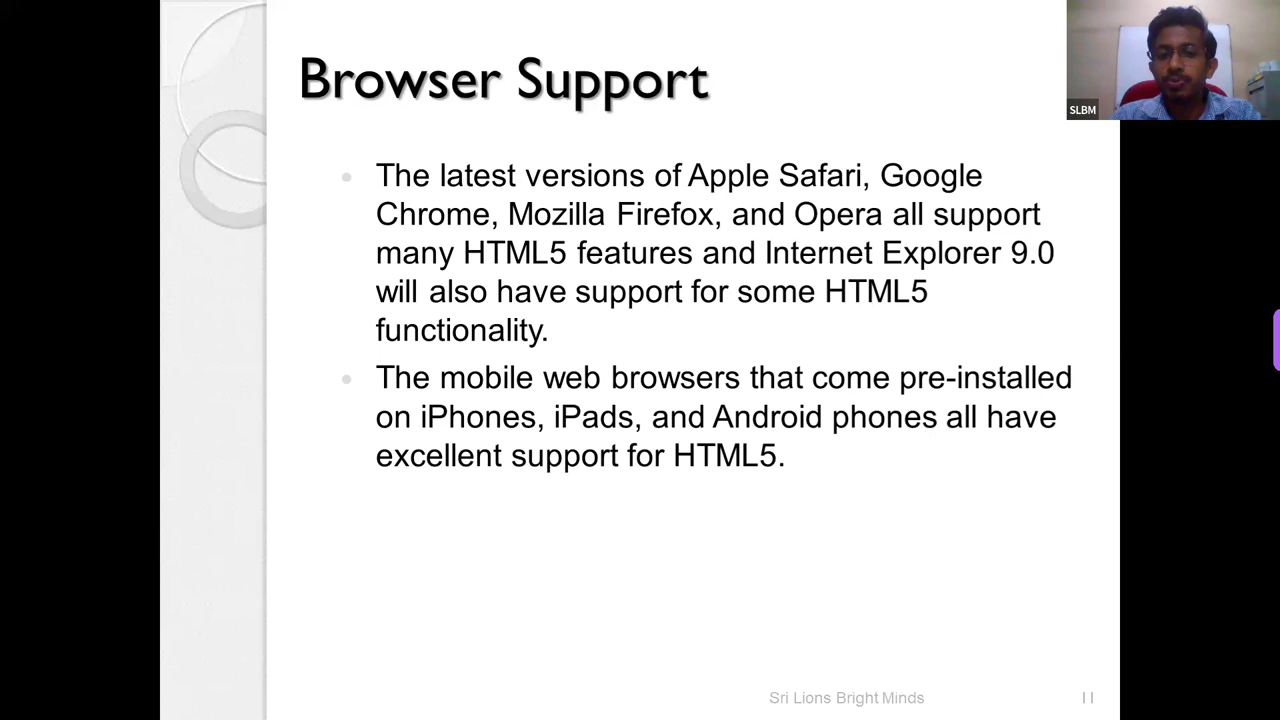 Browser Support
SLBM
The latest versions of Apple Safari, Google
Chrome, Mozilla Firefox, and Opera all support
many HTML5 features and Internet Explorer 9.0
will also have support for some HTML5
functionality.
The mobile web browsers that come pre-installed
on iPhones, iPads, and Android phones all have
excellent support for HTML5.
Sri Lions Bright Minds
11